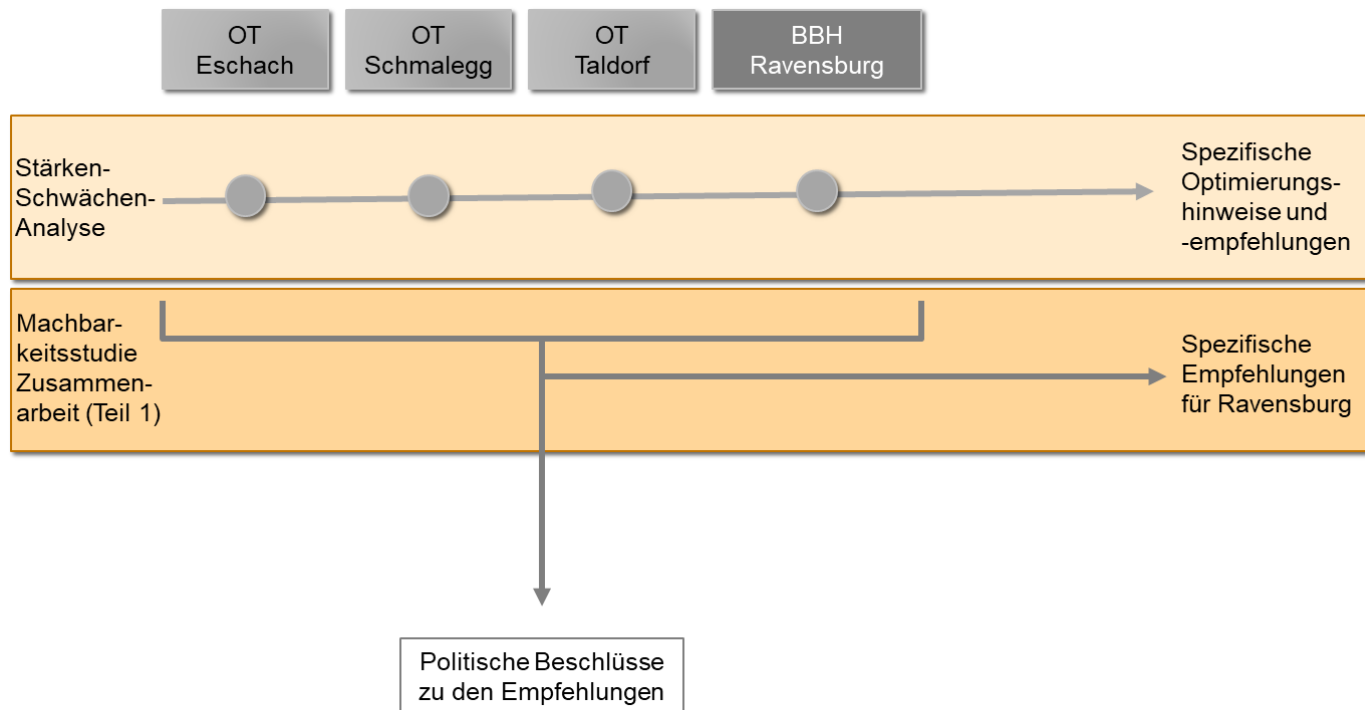 OT
Eschach
OT
Schmalegg
OT
Taldorf
BBH
Ravensburg
Stärken-
Schwächen-
Analyse
Spezifische
Optimierungs-
hinweise und
-empfehlungen
Machbar-
keitsstudie
Zusammen-
arbeit (Teil 1)
Spezifische
Empfehlungen
für Ravensburg
Politische Beschlüsse
zu den Empfehlungen